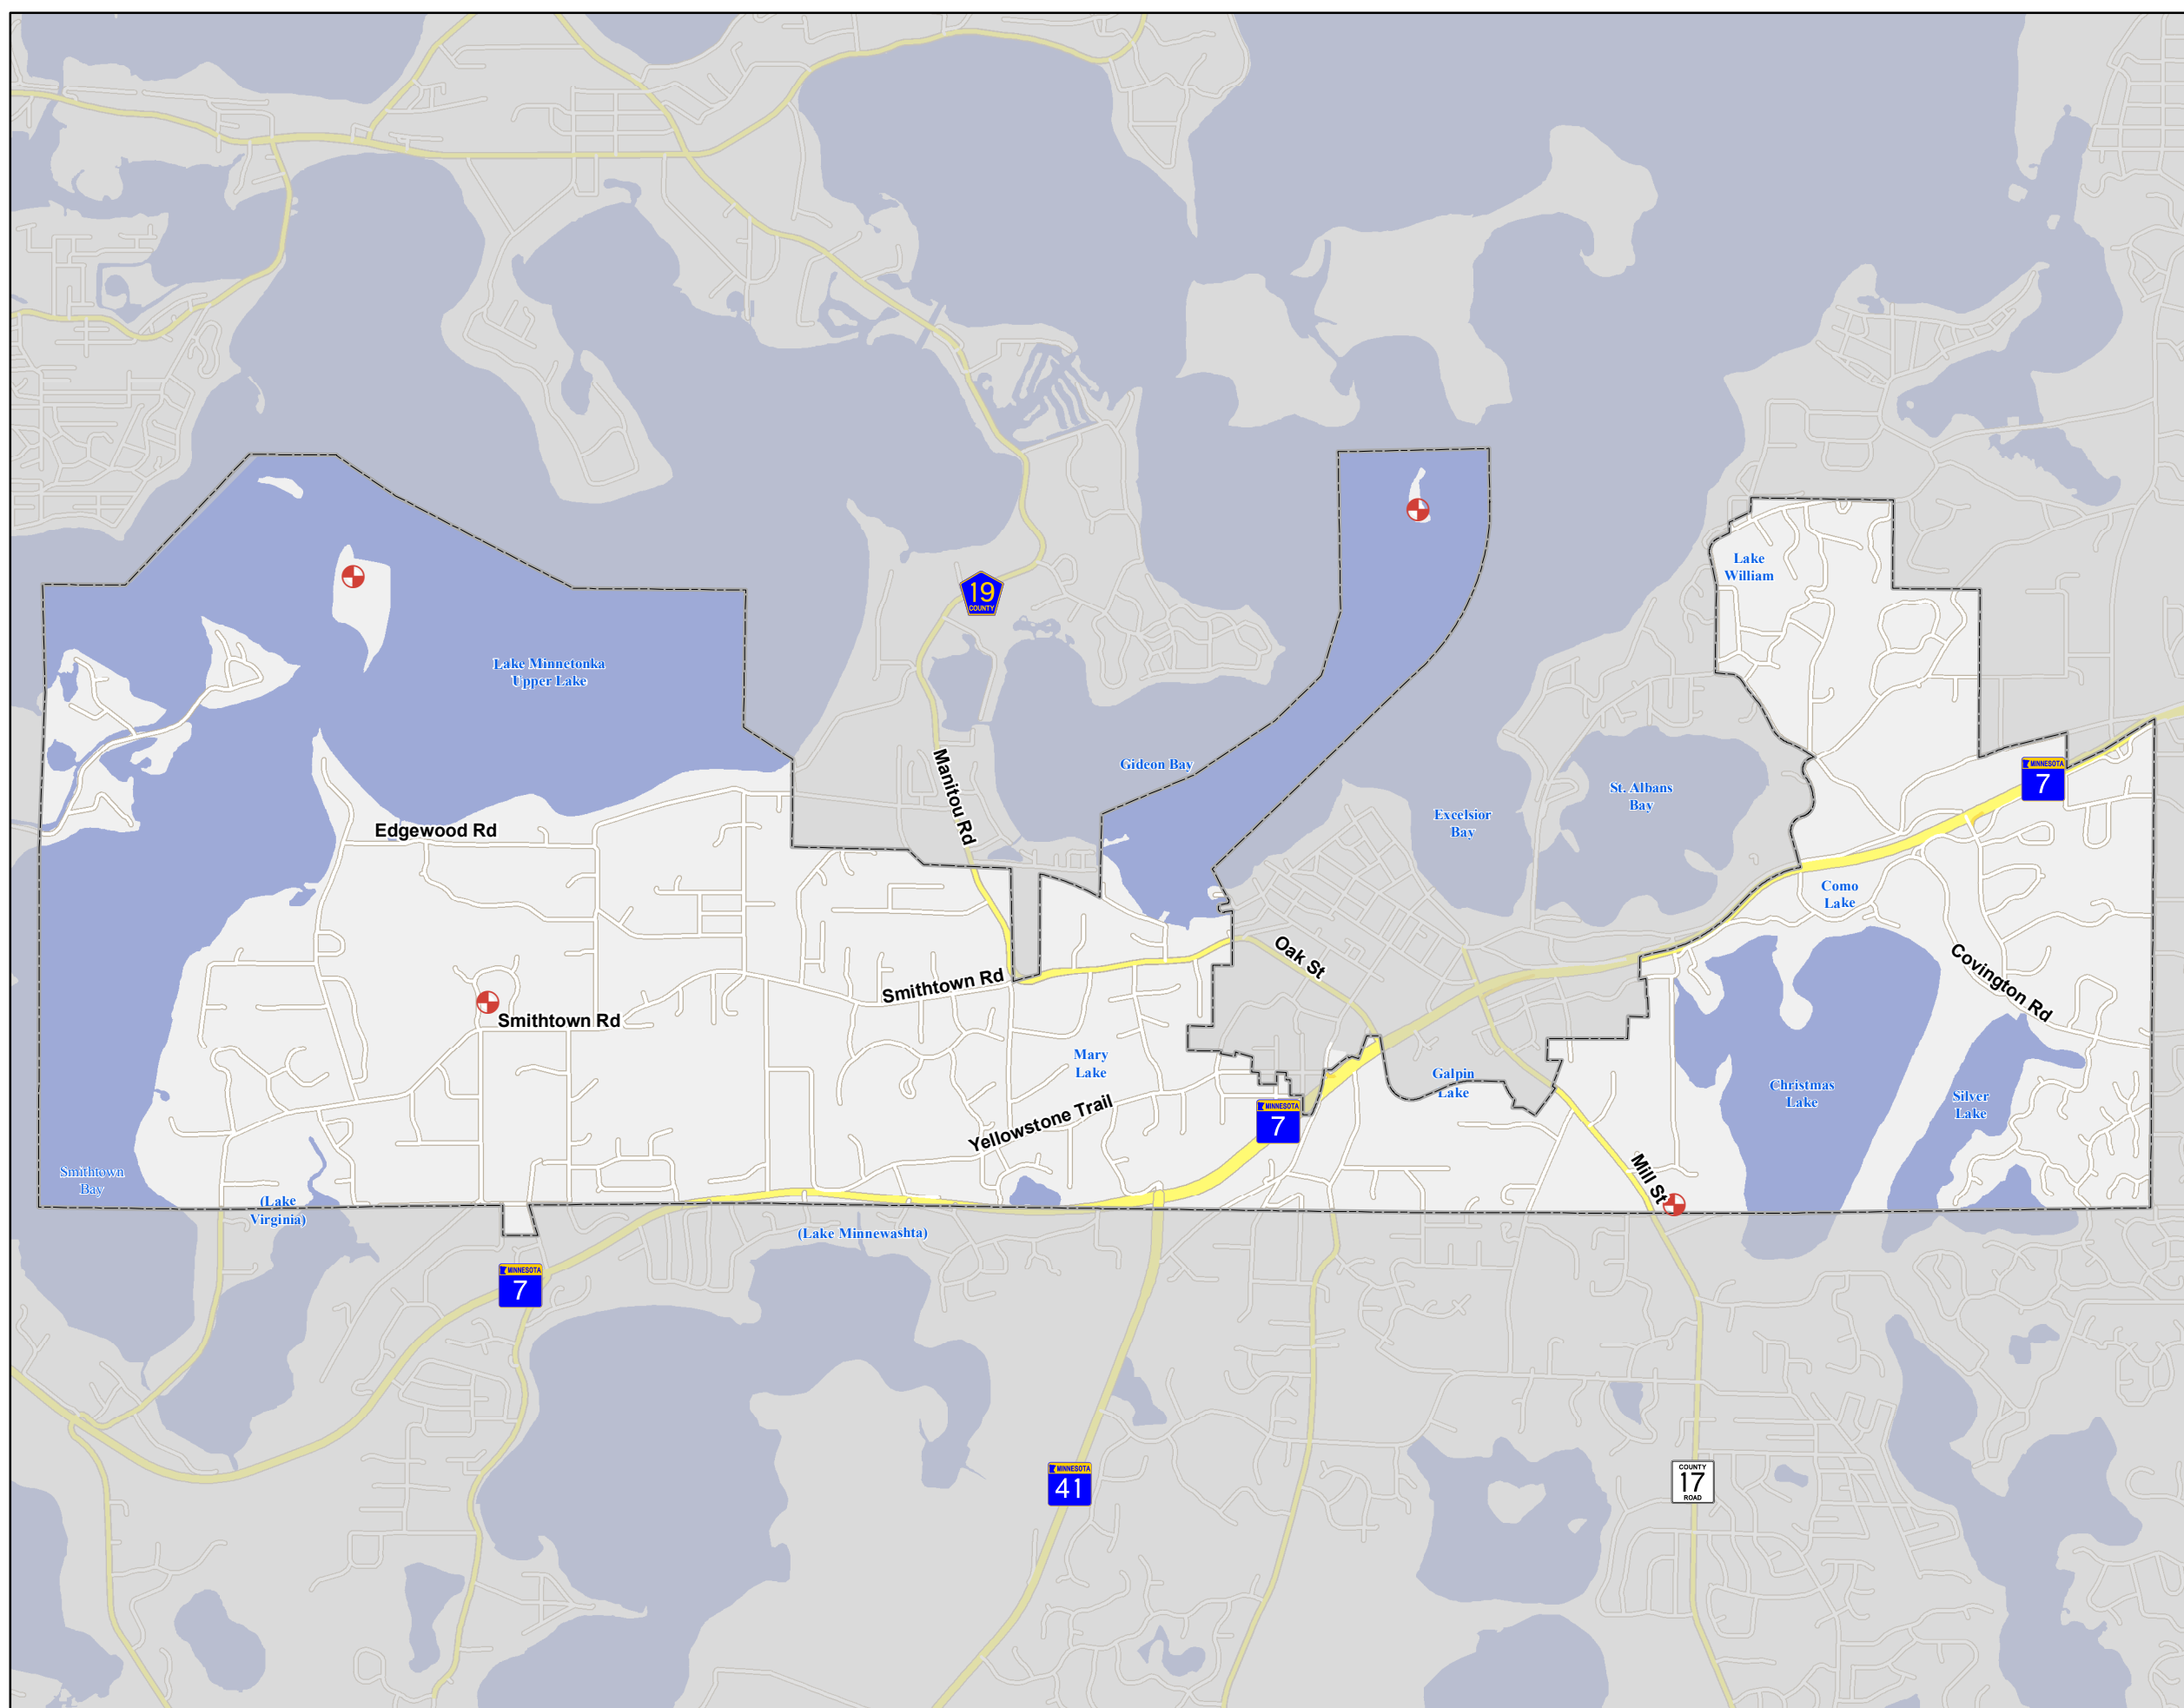 Lake
William
19
COUNTY
Lake Minnetonka
Upper Lake
Manitou Rd
Gideon Bay
MINNESOTA
7
St. Albans
Bay
Excelsior
Bay
Edgewood Rd
Como
Lake
Oak St
Covington Rd
Smithtown Rd
Smithtown Rd
Mary
Lake
Galpin
Lake
Christmas
Lake
Silver
Lake
Yellowstone Trail
MINNESOTA
7
Mill St
Smithtown
Bay
(Lake
Virginia)
(Lake Minnewashta)
MINNESOTA
7
MINNESOTA
41
COUNTY
17
ROAD